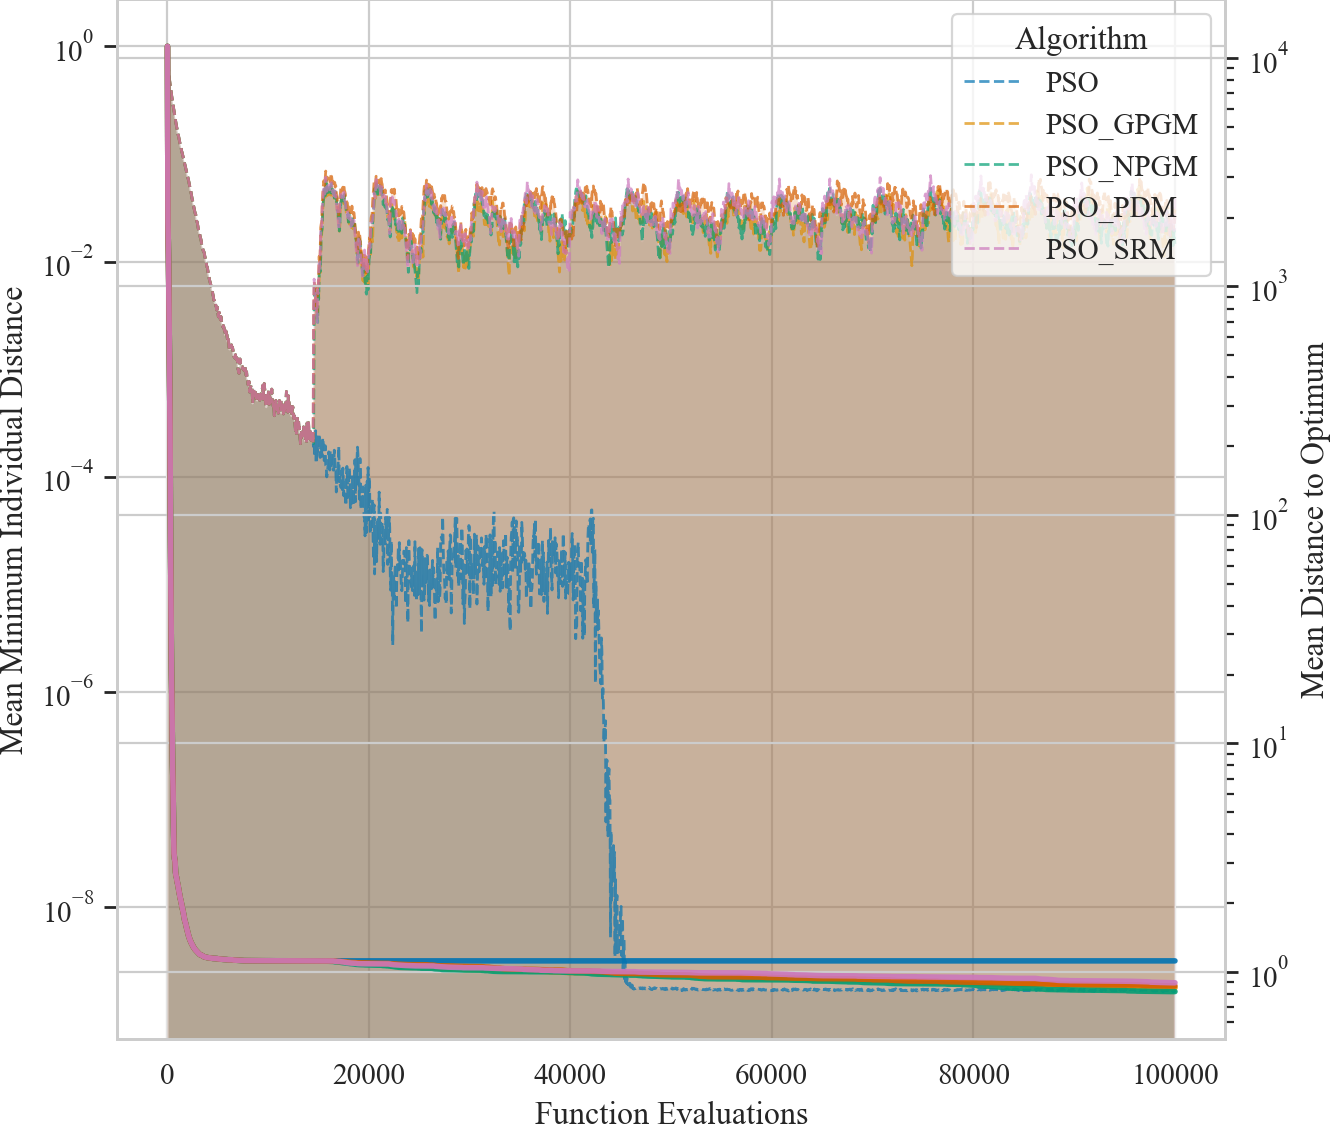 Algorithm
PSO
PSO_GPGM
PSO_NPGM
PSO_PDM
PSO_SRM
Mean Minimum Individual Distance
10^0
10^−2
10^−4
10^−6
10^−8
10^4
10^3
10^2
10^1
10^0
Mean Distance to Optimum
0 20000 40000 60000 80000 100000
Function Evaluations